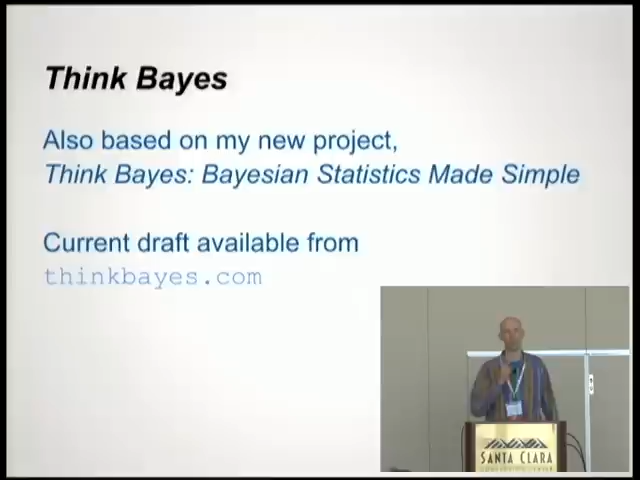 Think Bayes
Also based on my new project,
Think Bayes: Bayesian Statistics Made Simple
Current draft available from
thinkbayes.com
SANTA CLARA